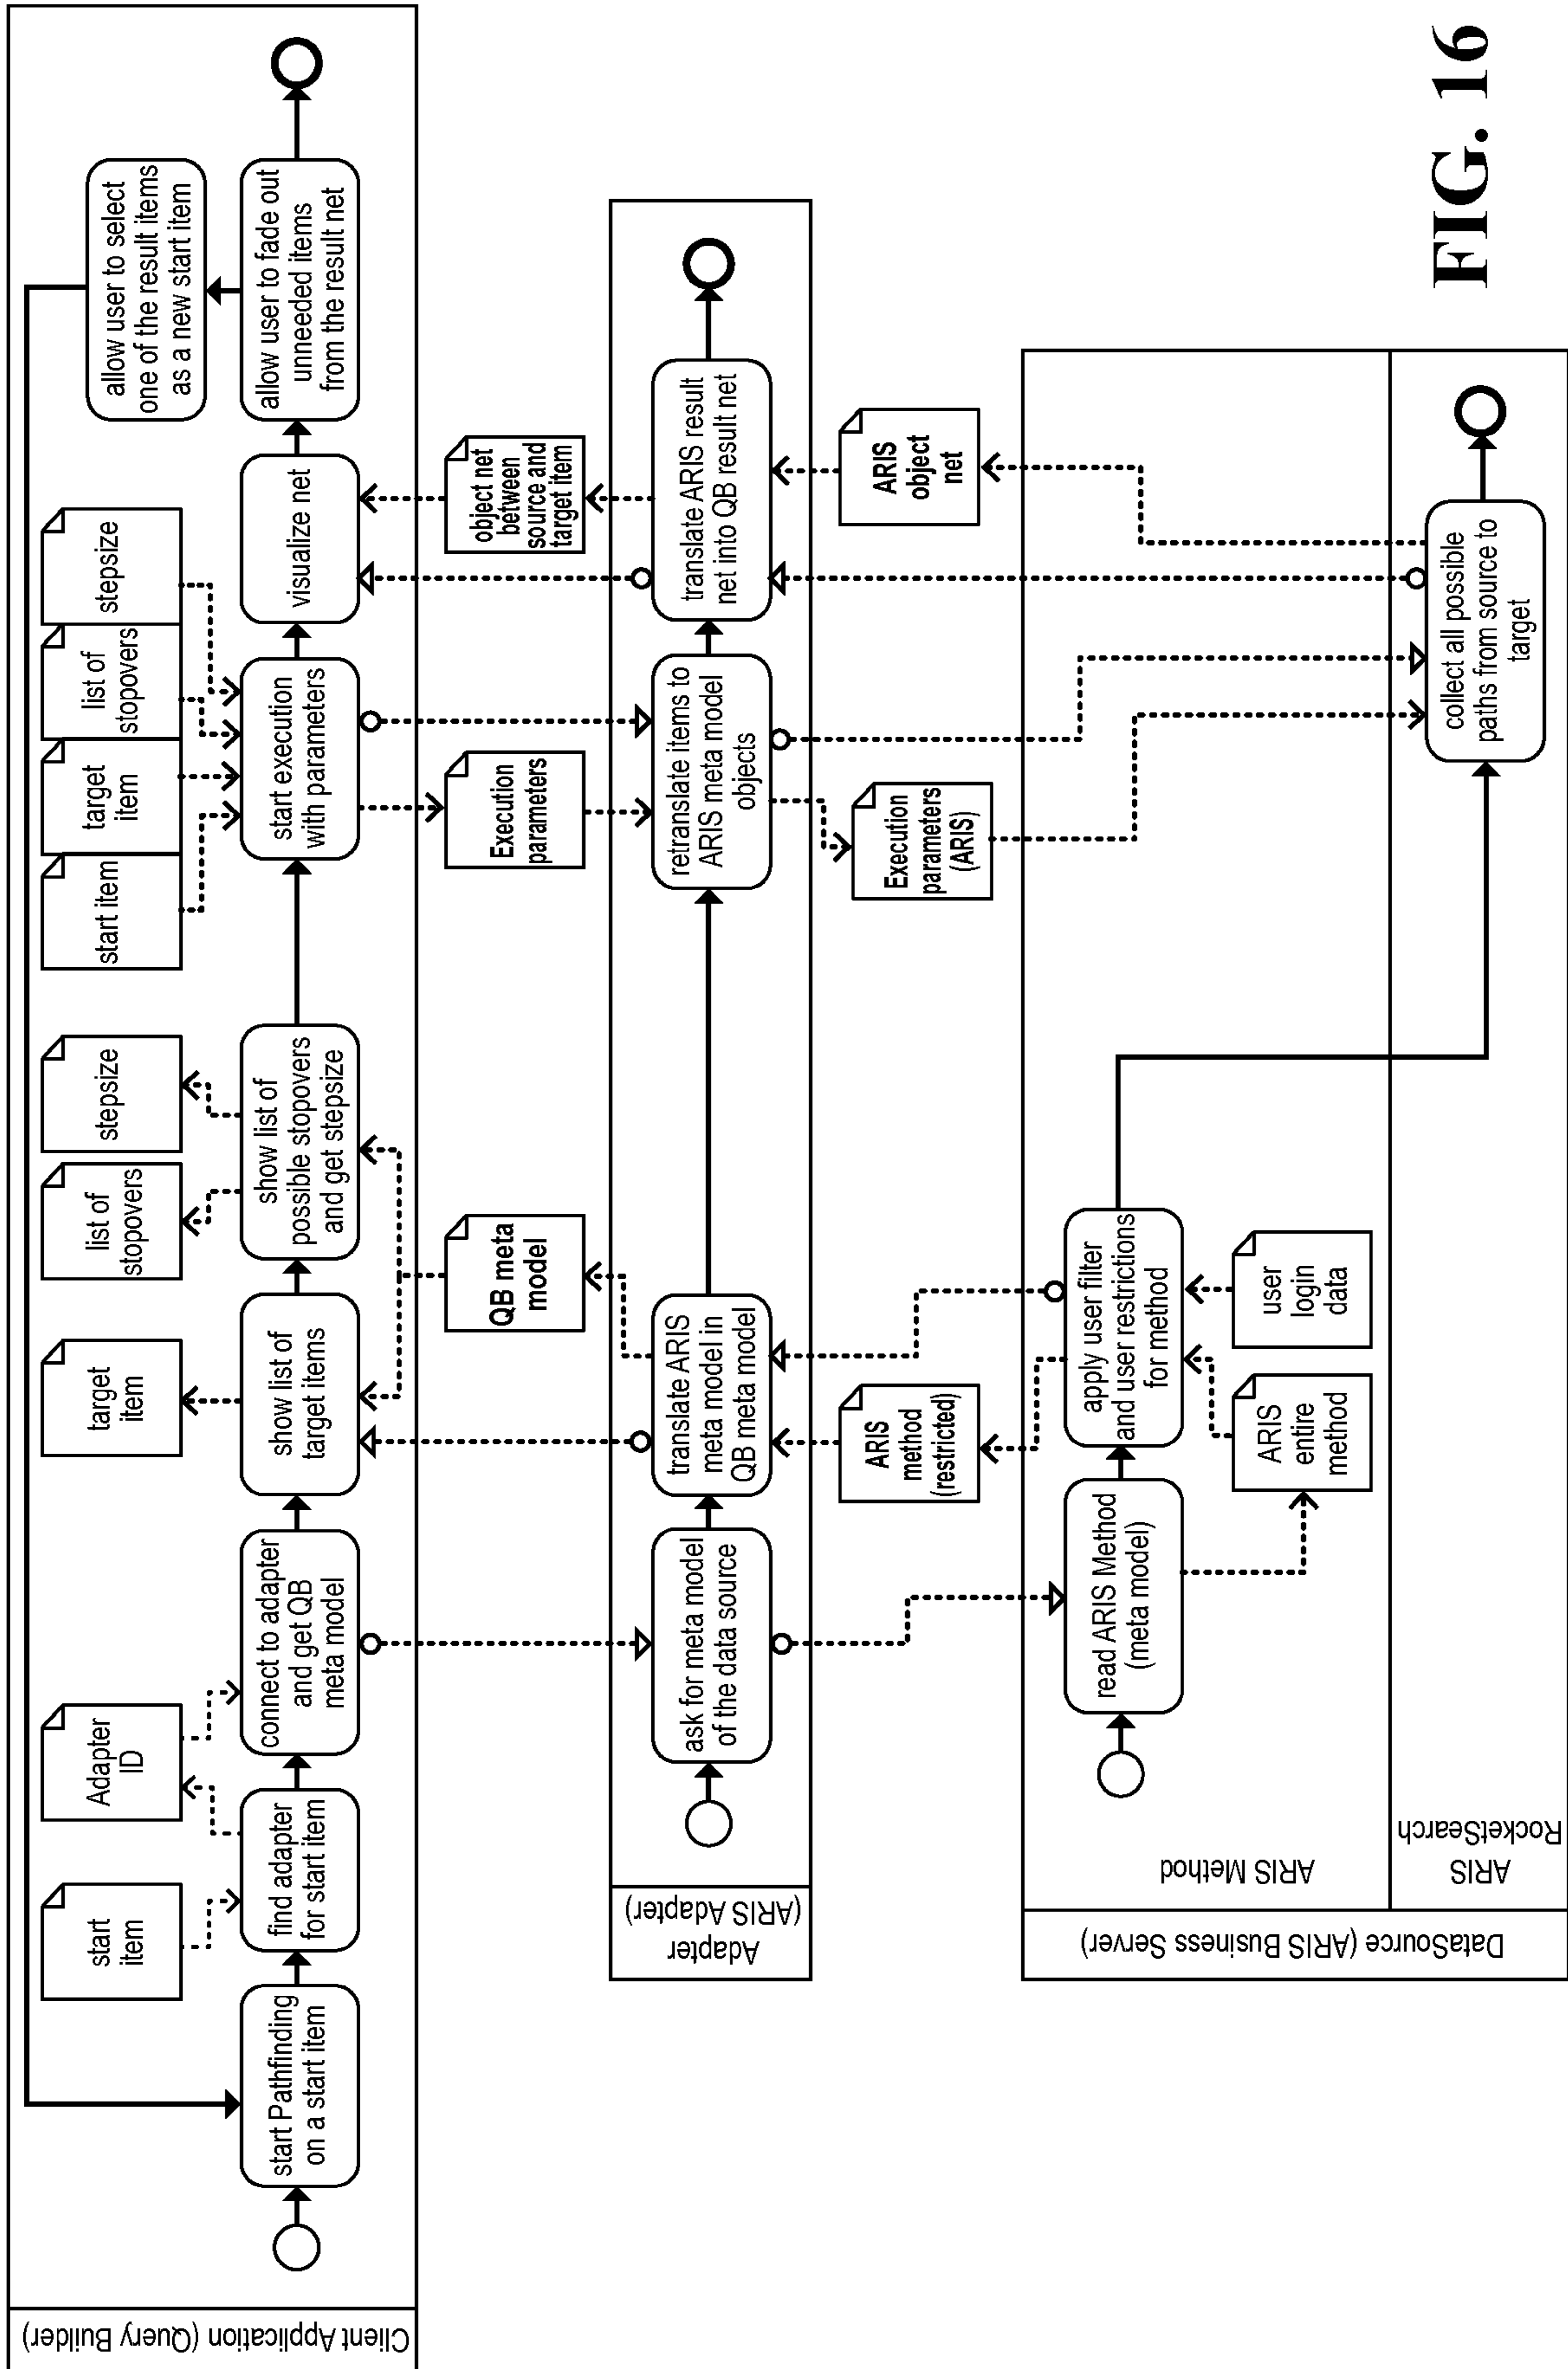 Client Application (Query Builder)
start Pathfinding
on a start item
start
item
find adapter
for start item
Adapter
ID
connect to adapter
and get QB
meta model
show list of
target items
target
item
show list of
possible stopovers
and get stepsize
list of
stopovers
stepsize
start execution
with parameters
start item
target
item
list of
stopovers
stepsize
visualize net
allow user to fade out
unneeded items
from the result net
allow user to select
one of the result items
as a new start item
QB meta
model
Execution
parameters
object net
between
source and
target item
Adapter
(ARIS Adapter)
ask for meta model
of the data source
translate ARIS
meta model in
QB meta model
retranslate items to
ARIS meta model
objects
translate ARIS result
net into QB result net
ARIS
method
(restricted)
Execution
parameters
(ARIS)
ARIS
object
net
DataSource (ARIS Business Server)
ARIS Method
read ARIS Method
(meta model)
apply user filter
and user restrictions
for method
ARIS
entire
method
user
login
data
ARIS
RocketSearch
collect all possible
paths from source to
target
FIG. 16